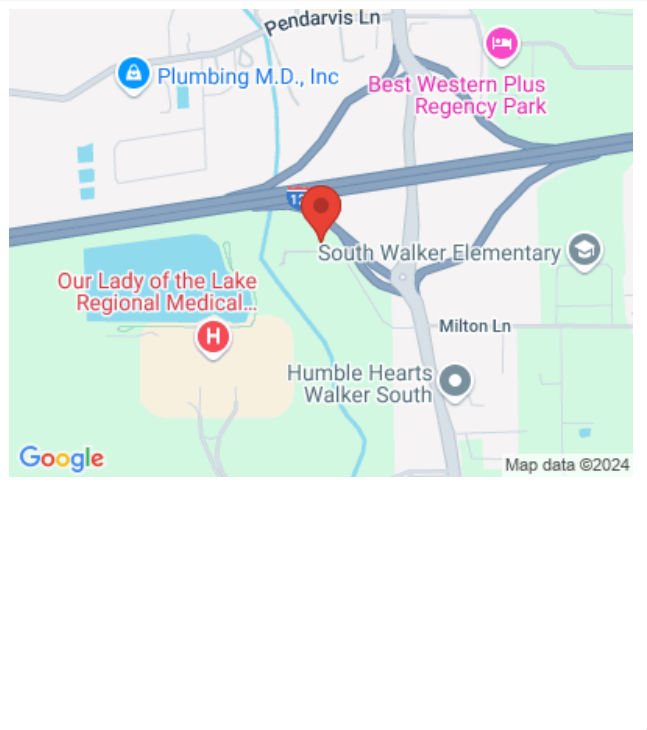 Pendarvis Ln
Plumbing M.D., Inc
Best Western Plus
Regency Park
South Walker Elementary
Our Lady of the Lake
Regional Medical...
H
Milton Ln
Humble Hearts
Walker South
Google
Map data ©2024